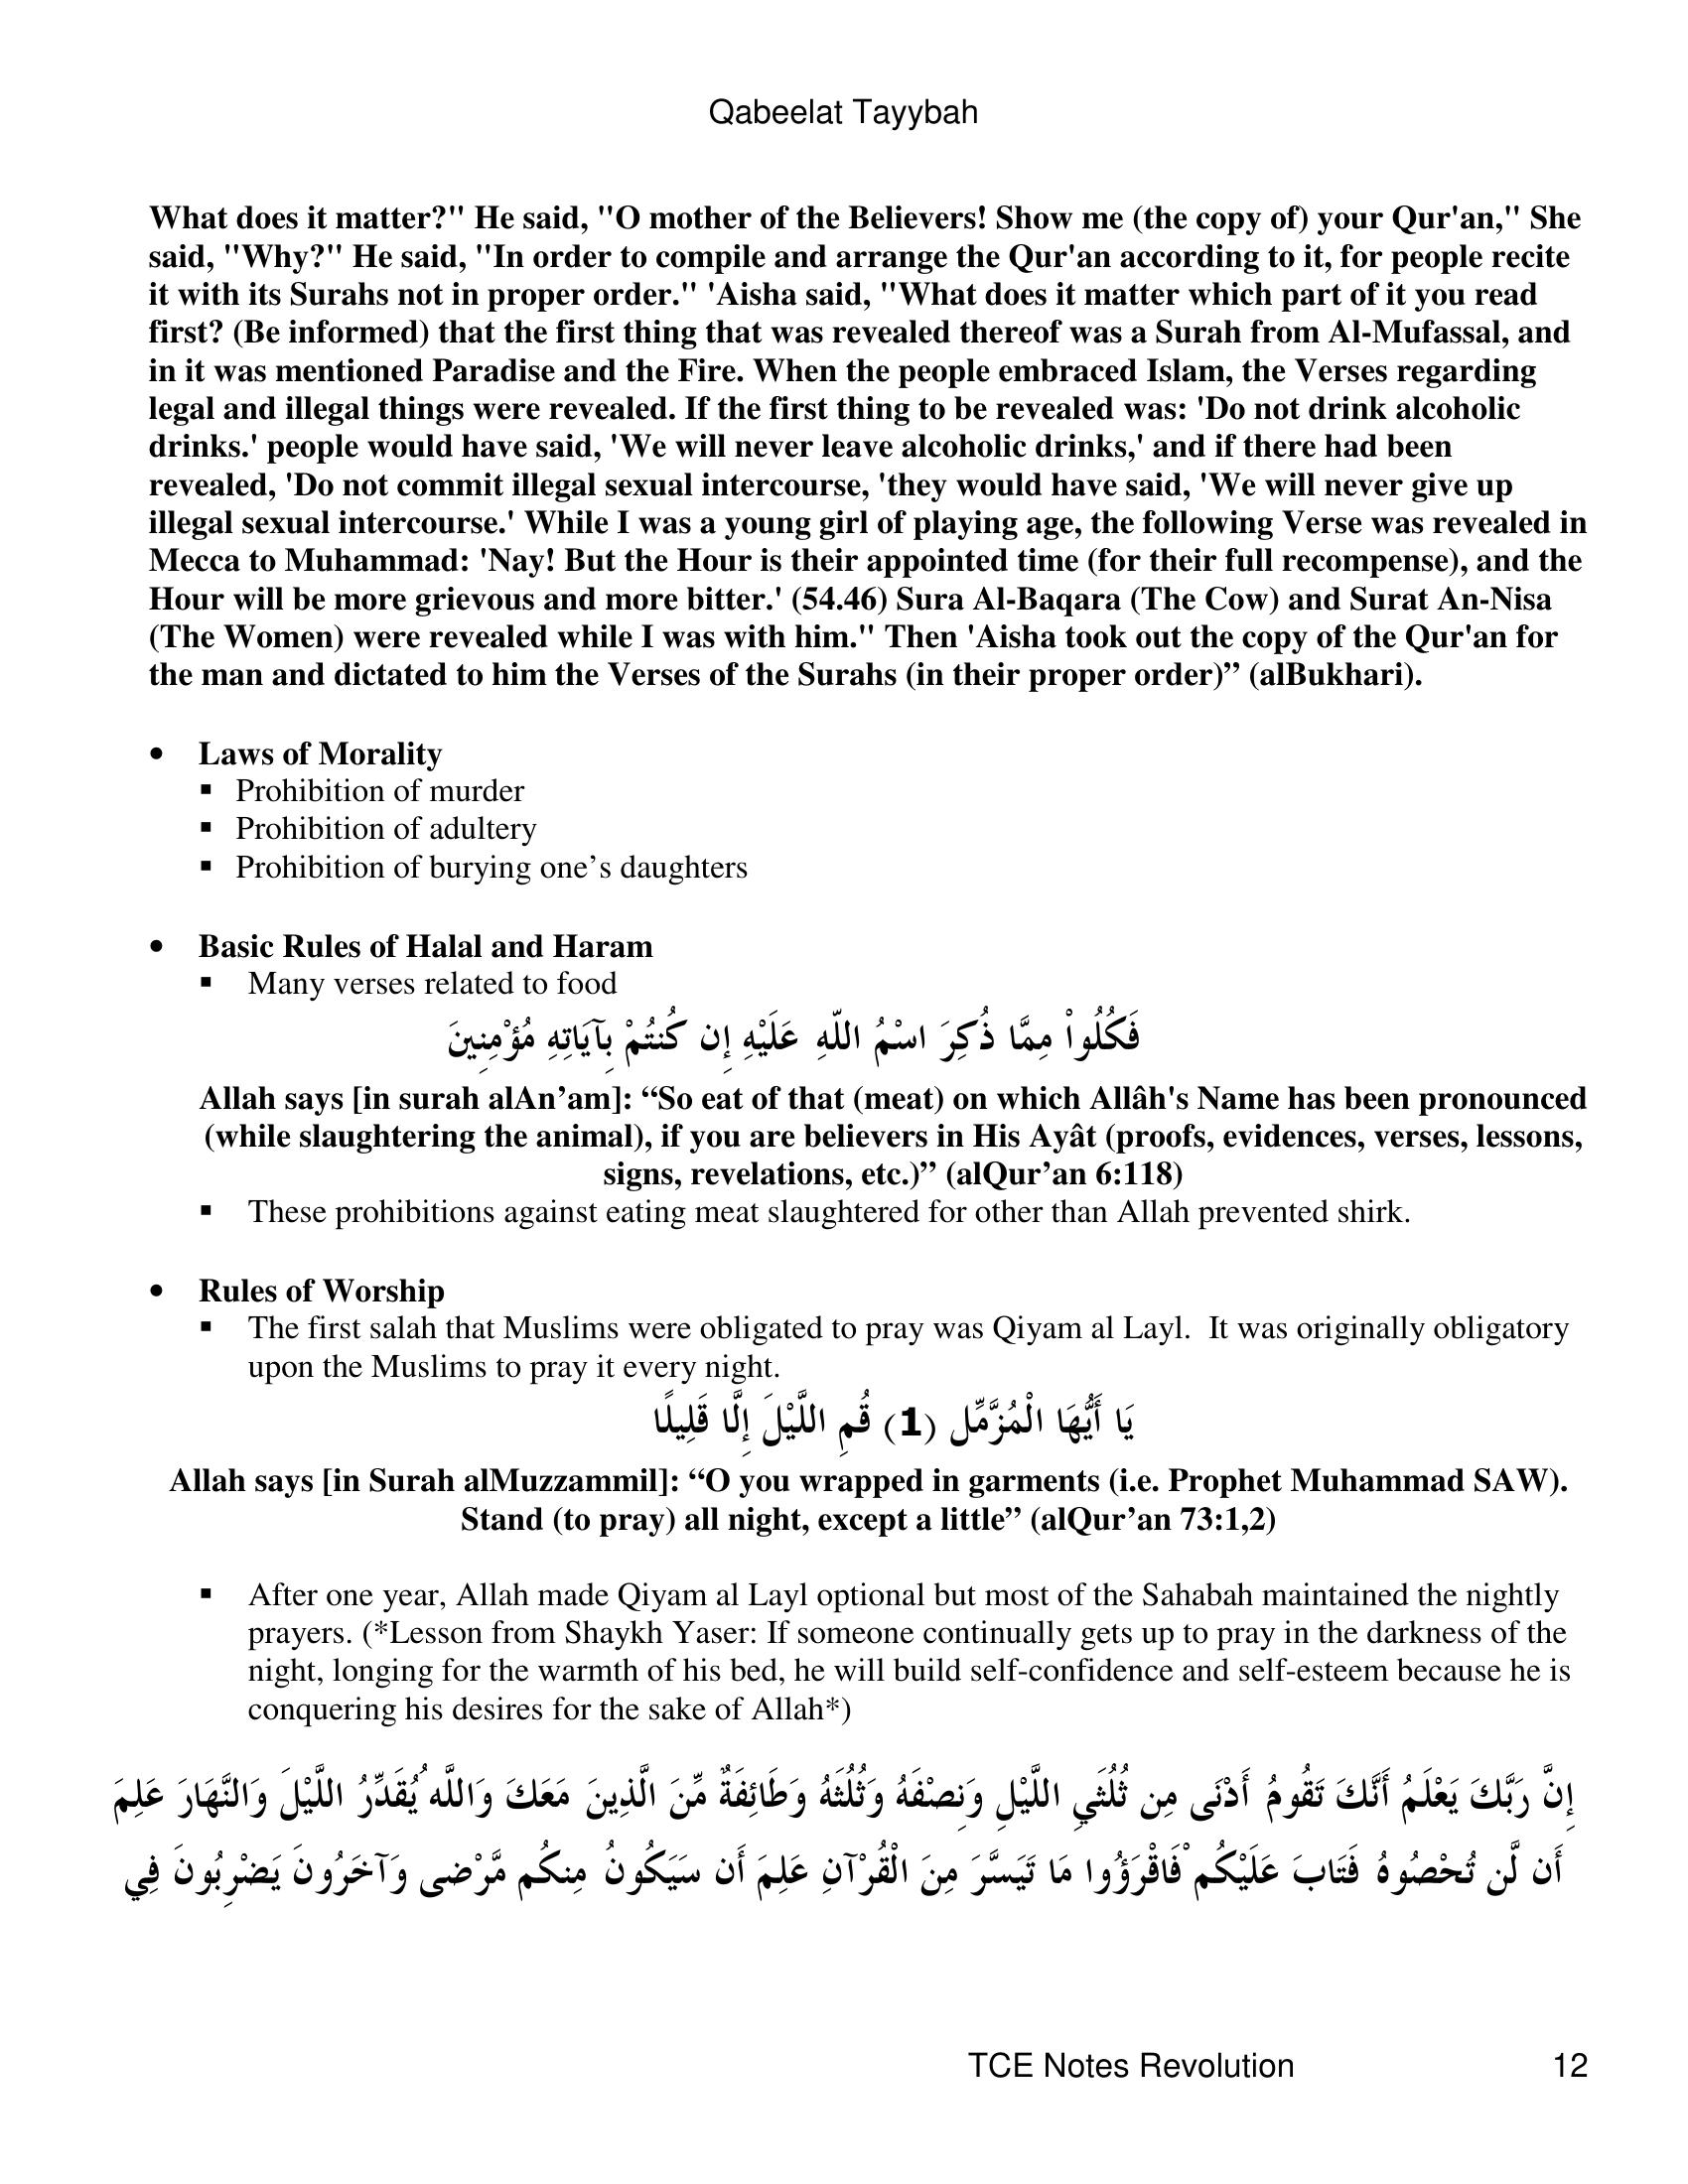 Qabeelat Tayybah
What does it matter?" He said, "O mother of the Believers! Show me (the copy of) your Qur'an," She
said, "Why?" He said, "In order to compile and arrange the Qur'an according to it, for people recite
it with its Surahs not in proper order." 'Aisha said, "What does it matter which part of it you read
first? (Be informed) that the first thing that was revealed thereof was a Surah from Al-Mufassal, and
in it was mentioned Paradise and the Fire. When the people embraced Islam, the Verses regarding
legal and illegal things were revealed. If the first thing to be revealed was: 'Do not drink alcoholic
drinks.' people would have said, 'We will never leave alcoholic drinks,' and if there had been
revealed, 'Do not commit illegal sexual intercourse, 'they would have said, 'We will never give up
illegal sexual intercourse.' While I was a young girl of playing age, the following Verse was revealed in
Mecca to Muhammad: 'Nay! But the Hour is their appointed time (for their full recompense), and the
Hour will be more grievous and more bitter.' (54.46) Sura Al-Baqara (The Cow) and Surat An-Nisa
(The Women) were revealed while I was with him." Then 'Aisha took out the copy of the Qur'an for
the man and dictated to him the Verses of the Surahs (in their proper order)” (alBukhari).
• Laws of Morality
▪ Prohibition of murder
▪ Prohibition of adultery
▪ Prohibition of burying one’s daughters
• Basic Rules of Halal and Haram
▪ Many verses related to food
فَكُلُواْ مِمَّا ذُكِرَ اسْمُ اللّهِ عَلَيْهِ إِن كُنتُمْ بِآيَاتِهِ مُؤْمِنِينَ
Allah says [in surah alAn’am]: “So eat of that (meat) on which Allâh's Name has been pronounced
(while slaughtering the animal), if you are believers in His Ayât (proofs, evidences, verses, lessons,
signs, revelations, etc.)” (alQur’an 6:118)
▪ These prohibitions against eating meat slaughtered for other than Allah prevented shirk.
• Rules of Worship
▪ The first salah that Muslims were obligated to pray was Qiyam al Layl.  It was originally obligatory
upon the Muslims to pray it every night.
يَا أَيُّهَا الْمُزَّمِّل (1) قُمِ اللَّيْلَ إِلَّا قَلِيلًا
Allah says [in Surah alMuzzammil]: “O you wrapped in garments (i.e. Prophet Muhammad SAW).
Stand (to pray) all night, except a little” (alQur’an 73:1,2)
▪ After one year, Allah made Qiyam al Layl optional but most of the Sahabah maintained the nightly
prayers. (*Lesson from Shaykh Yaser: If someone continually gets up to pray in the darkness of the
night, longing for the warmth of his bed, he will build self-confidence and self-esteem because he is
conquering his desires for the sake of Allah*)
إِنَّ رَبَّكَ يَعْلَمُ أَنَّكَ تَقُومُ أَدْنَى مِن ثُلُثَيِ اللَّيْلِ وَنِصْفَهُ وَثُلُثَهُ وَطَائِفَةٌ مِّنَ الَّذِينَ مَعَكَ وَاللَّهُ يُقَدِّرُ اللَّيْلَ وَالنَّهَارَ عَلِمَ
أَن لَّن تُحْصُوهُ فَتَابَ عَلَيْكُمْ فَاقْرَؤُوا مَا تَيَسَّرَ مِنَ الْقُرْآنِ عَلِمَ أَن سَيَكُونُ مِنكُم مَّرْضى وَآخَرُونَ يَضْرِبُونَ فِي
TCE Notes Revolution 12